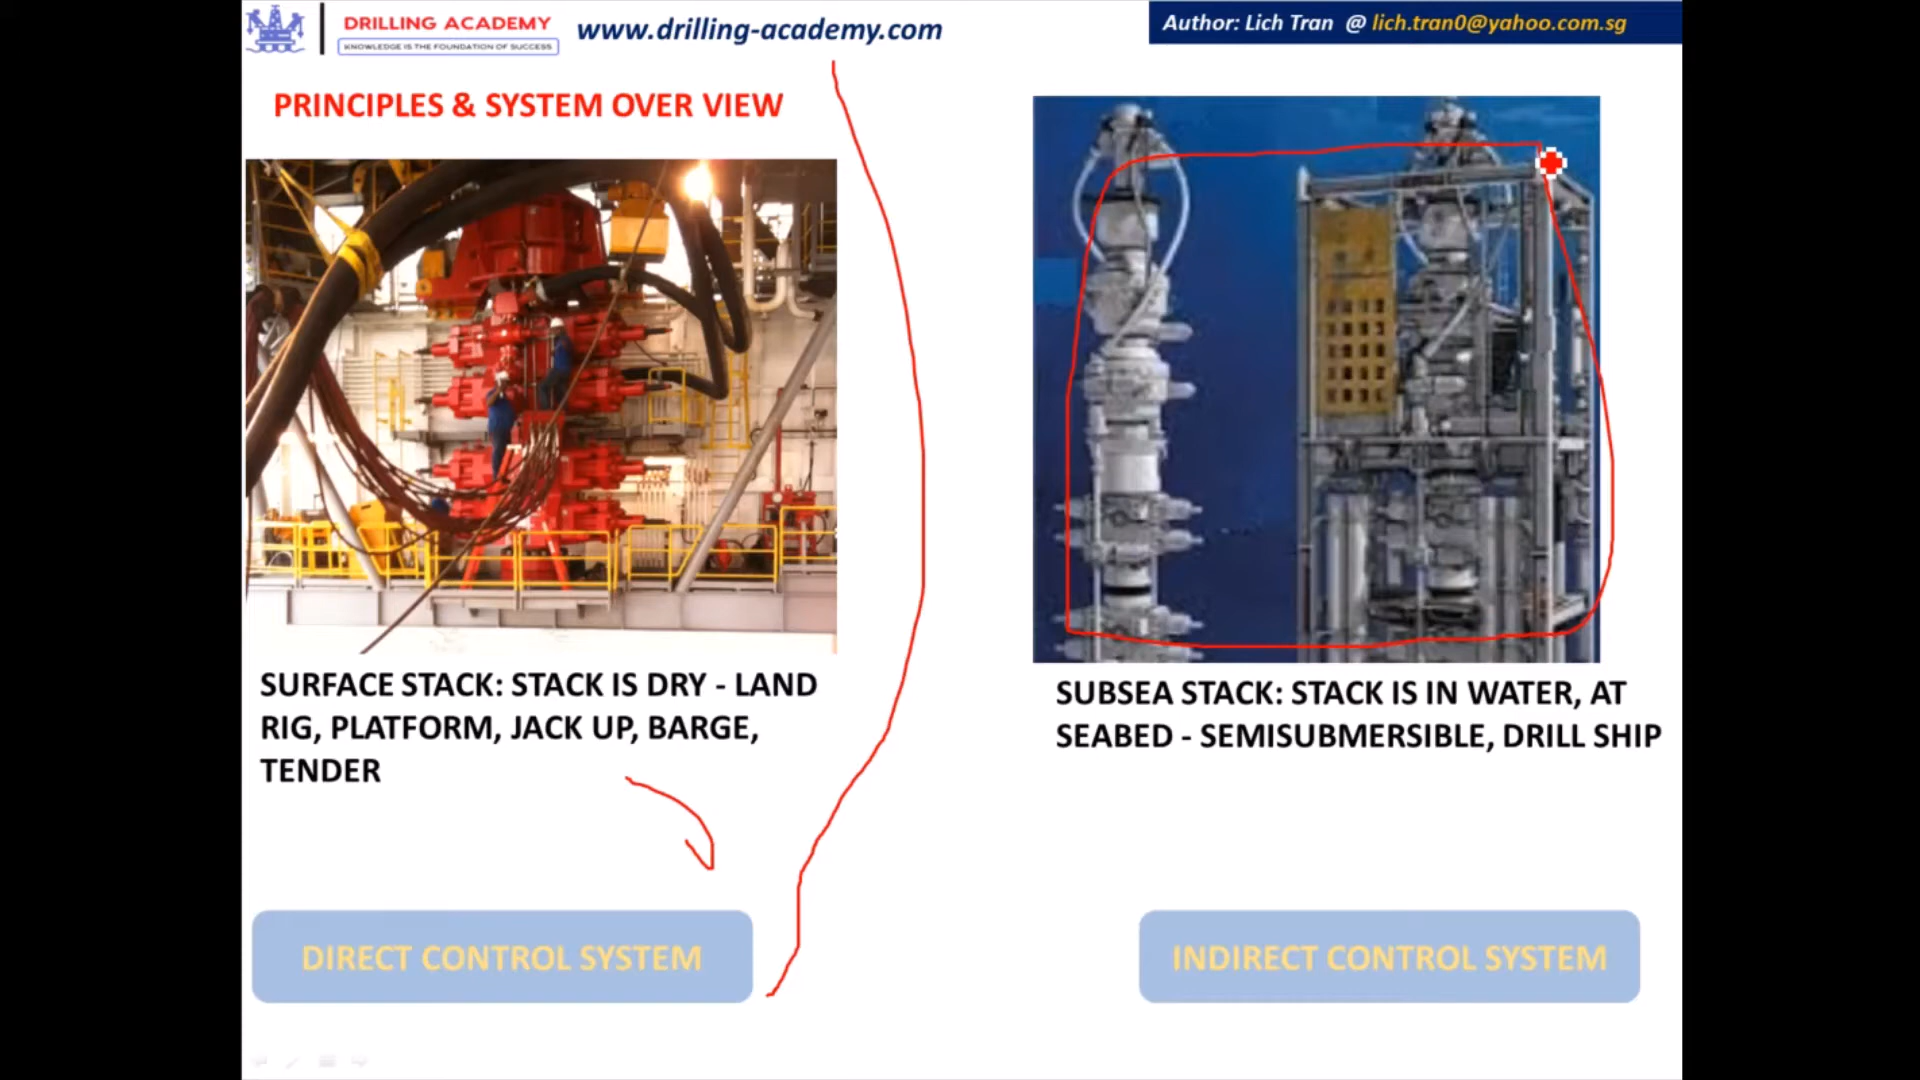 DRILLING ACADEMY
KNOWLEDGE IS THE FOUNDATION OF SUCCESS
www.drilling-academy.com
Author: Lich Tran @ lich.tran0@yahoo.com.sg
PRINCIPLES & SYSTEM OVER VIEW
SURFACE STACK: STACK IS DRY - LAND
RIG, PLATFORM, JACK UP, BARGE,
TENDER
SUBSEA STACK: STACK IS IN WATER, AT
SEABED - SEMISUBMERSIBLE, DRILL SHIP
DIRECT CONTROL SYSTEM
INDIRECT CONTROL SYSTEM